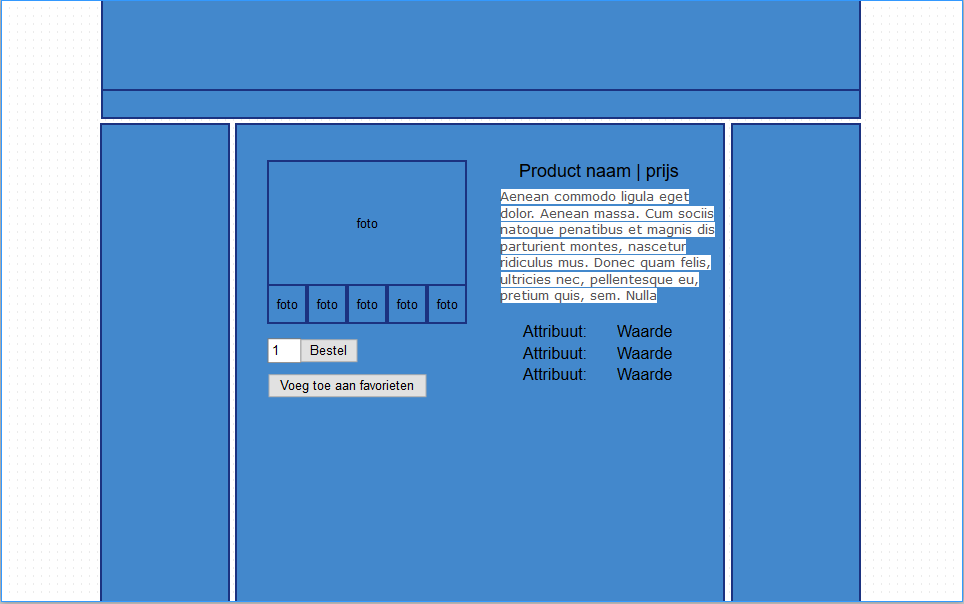 foto
foto foto foto foto foto
1 Bestel
Voeg toe aan favorieten
Product naam | prijs
Aenean commodo ligula eget
dolor. Aenean massa. Cum sociis
natoque penatibus et magnis dis
parturient montes, nascetur
ridiculus mus. Donec quam felis,
ultricies nec, pellentesque eu,
pretium quis, sem. Nulla
Attribuut: Waarde
Attribuut: Waarde
Attribuut: Waarde